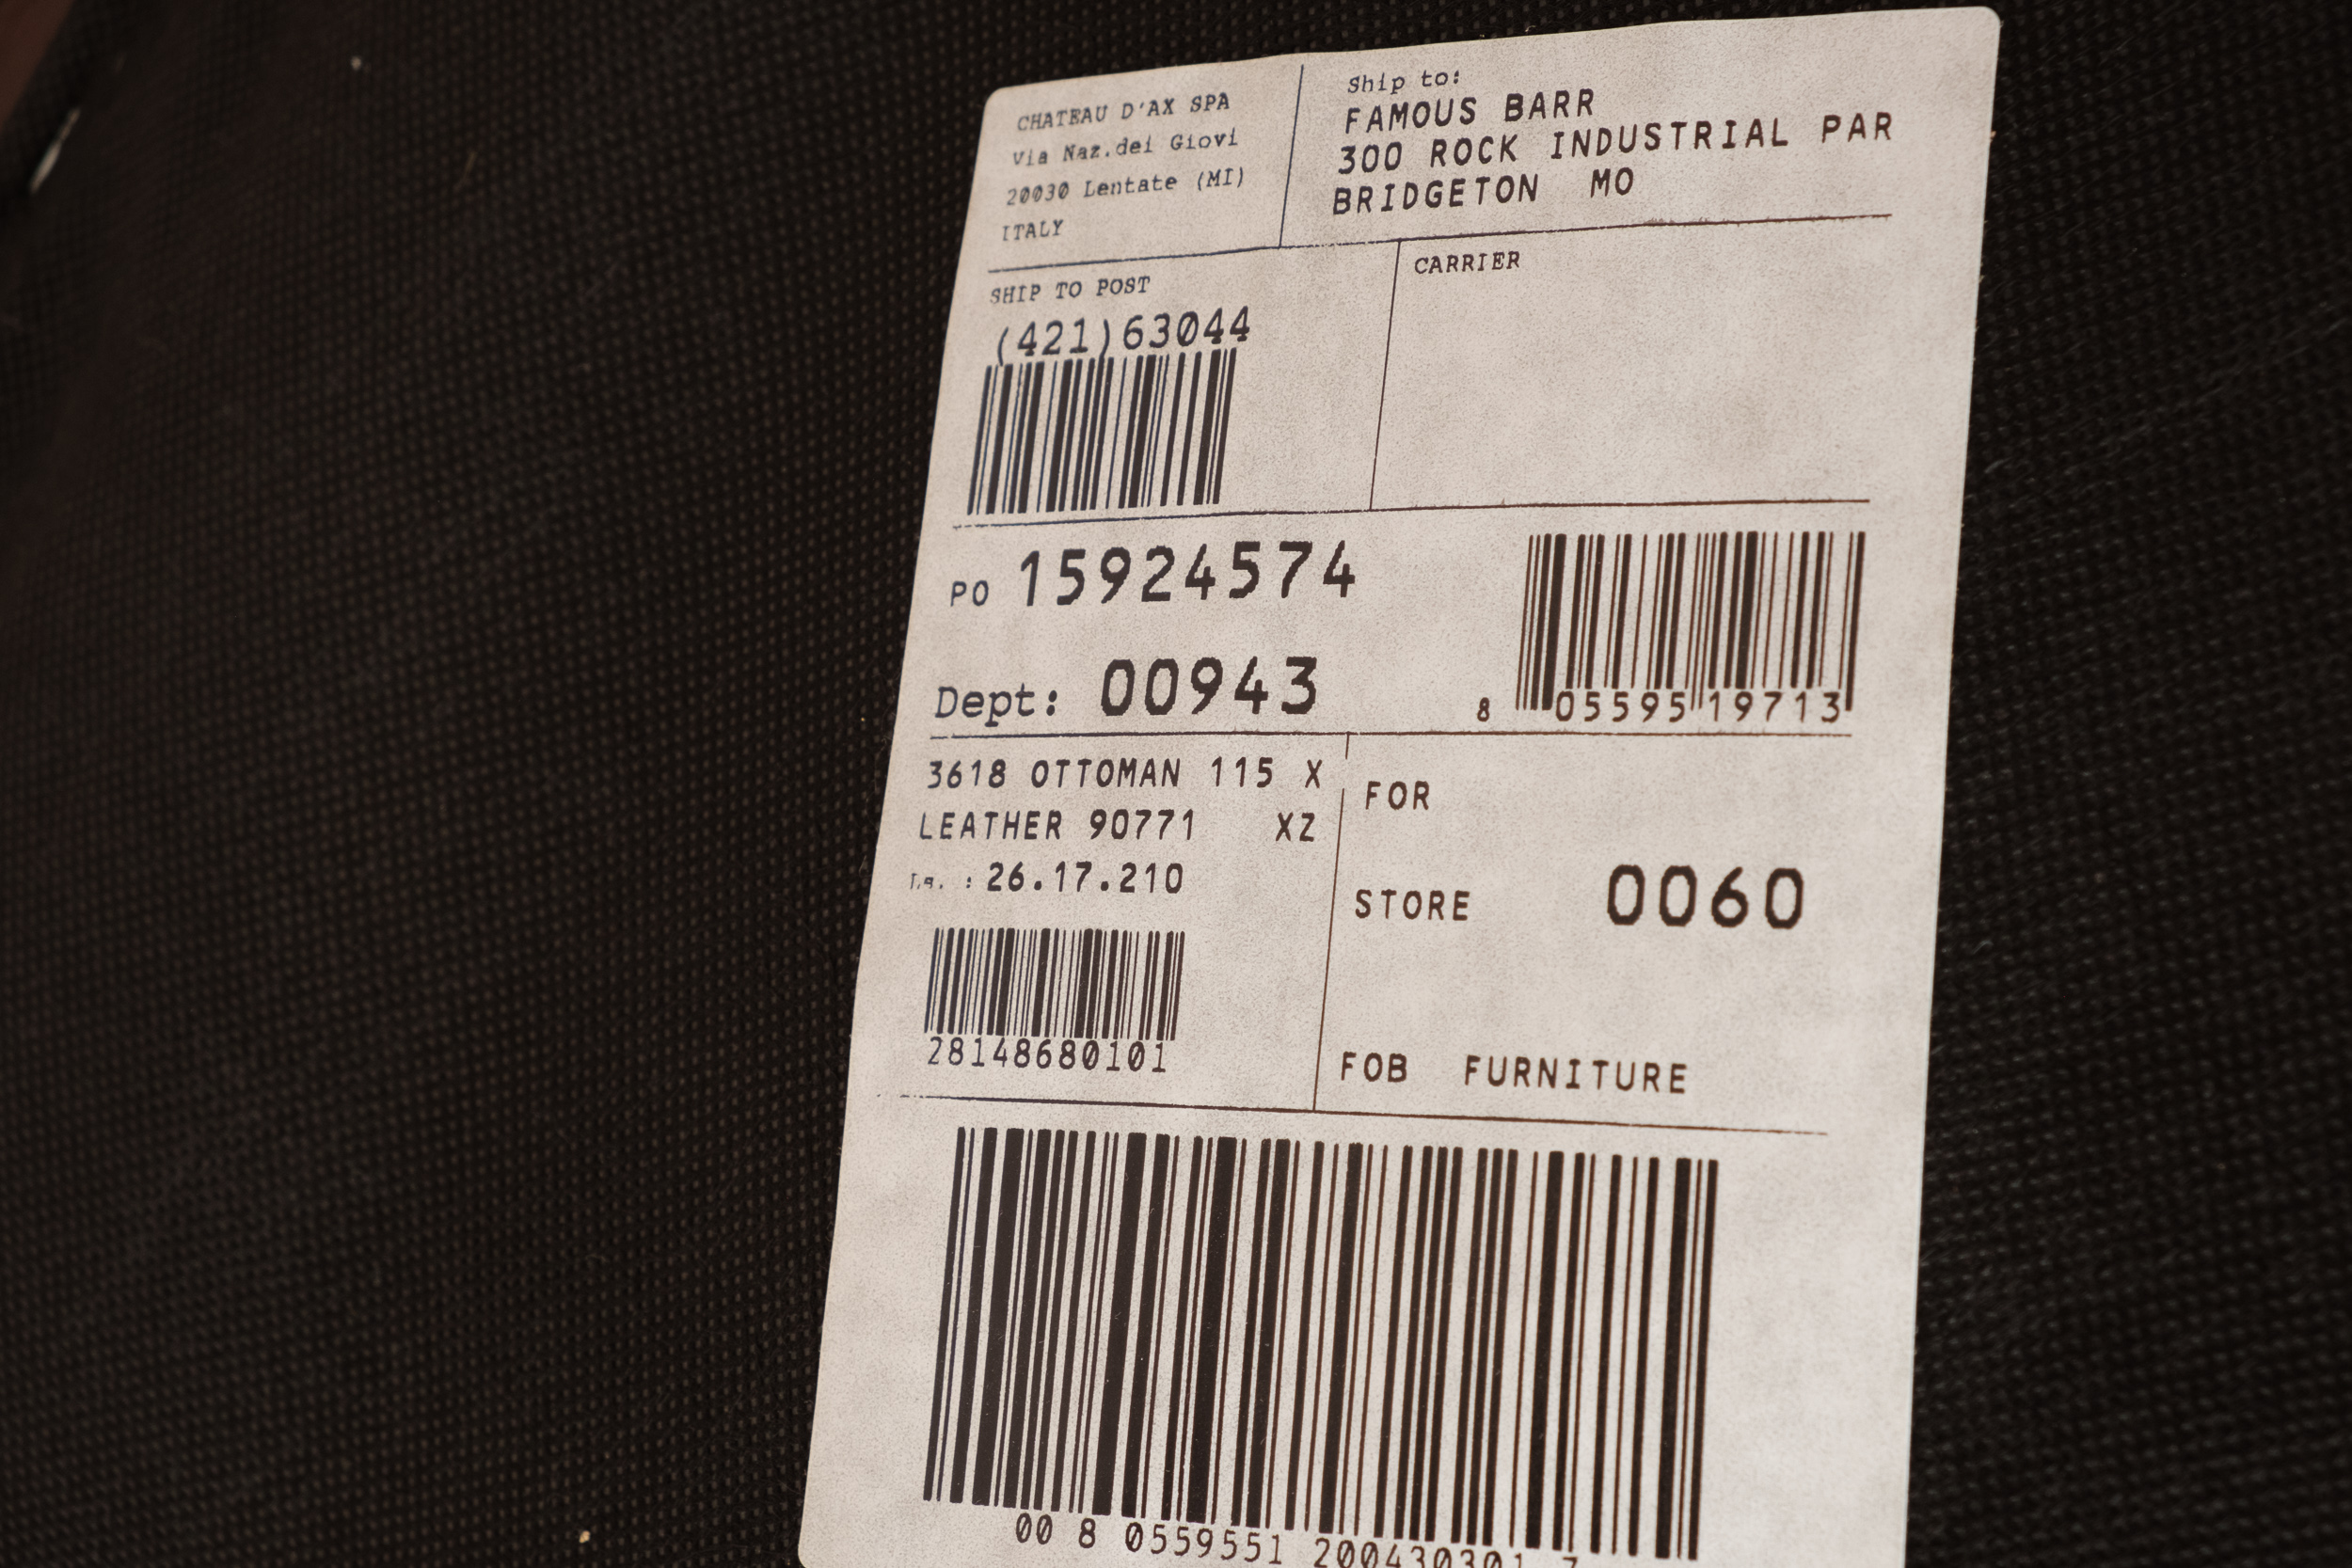 CHATEAU D'AX SPA
Via Naz.dei Giovi
20030 Lentate (MI)
ITALY
Ship to:
FAMOUS BARR
300 ROCK INDUSTRIAL PAR
BRIDGETON MO
SHIP TO POST
(421)63044
CARRIER
PO 15924574
Dept: 00943
8 05595 19713
3618 OTTOMAN 115 X
LEATHER 90771 XZ
: 26.17.210
28148680101
FOR
STORE 0060
FOB FURNITURE
00 8 0559551 200430301 7